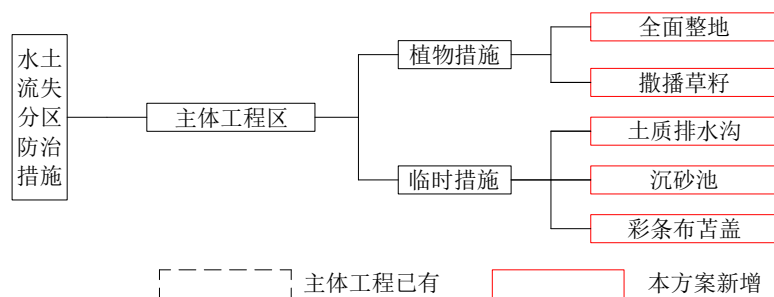 水土
流失
分区
防治
措施
主体工程区
植物措施
全面整地
撒播草籽
临时措施
土质排水沟
沉砂池
彩条布苫盖
主体工程已有
本方案新增